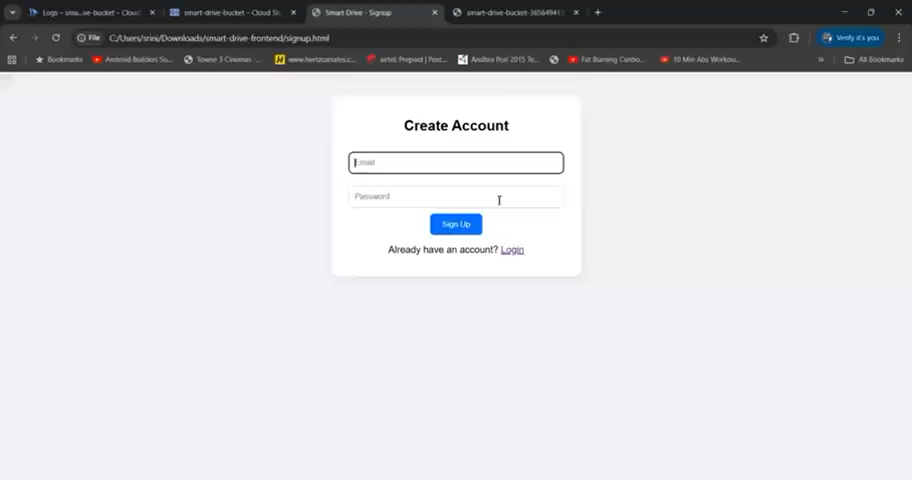 Logs – sma...ve-bucket – Cloud
smart-drive-bucket – Cloud St
Smart Drive - Signup
smart-drive-bucket-3656494
File
C:/Users/srini/Downloads/smart-drive-frontend/signup.html
Verify it's you
Bookmarks
Android Builders Su...
Towne 3 Cinemas -...
www.hertzcarsales.c...
airtel: Prepaid | Post...
Andhra Fori 2015 Te...
Fat Burning Cardio...
10 Min Abs Workou...
All Bookmarks
Create Account
Email
Password
Sign Up
Already have an account? Login